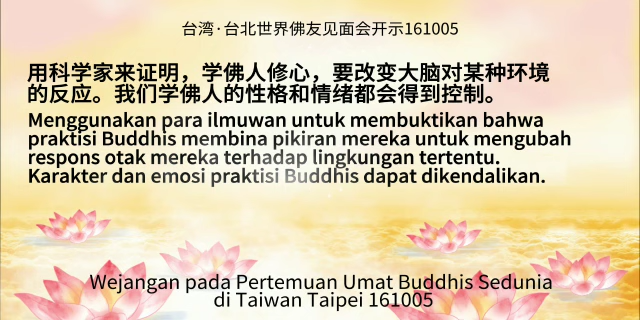 台湾·台北世界佛友见面会开示161005
用科学家来证明，学佛人修心，要改变大脑对某种环境
的反应。我们学佛人的性格和情绪都会得到控制。
Menggunakan para ilmuwan untuk membuktikan bahwa
praktisi Buddhis membina pikiran mereka untuk mengubah
respons otak mereka terhadap lingkungan tertentu.
Karakter dan emosi praktisi Buddhis dapat dikendalikan.
Wejangan pada Pertemuan Umat Buddhis Sedunia
di Taiwan Taipei 161005